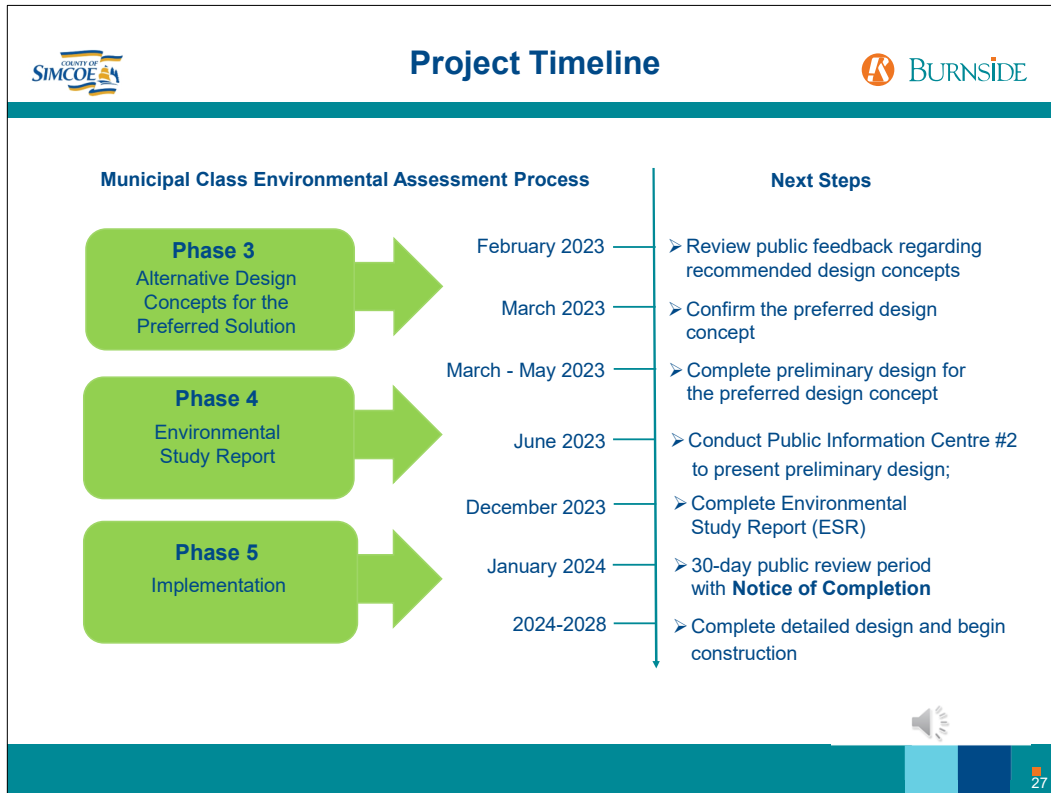 COUNTY OF
SIMCOE
Project Timeline
BURNSIDE
Municipal Class Environmental Assessment Process
Next Steps
Phase 3
Alternative Design
Concepts for the
Preferred Solution
Phase 4
Environmental
Study Report
Phase 5
Implementation
February 2023
➢ Review public feedback regarding
recommended design concepts
March 2023
➢ Confirm the preferred design
concept
March - May 2023
➢ Complete preliminary design for
the preferred design concept
June 2023
➢ Conduct Public Information Centre #2
to present preliminary design;
December 2023
➢ Complete Environmental
Study Report (ESR)
January 2024
➢ 30-day public review period
with Notice of Completion
2024-2028
➢ Complete detailed design and begin
construction
27